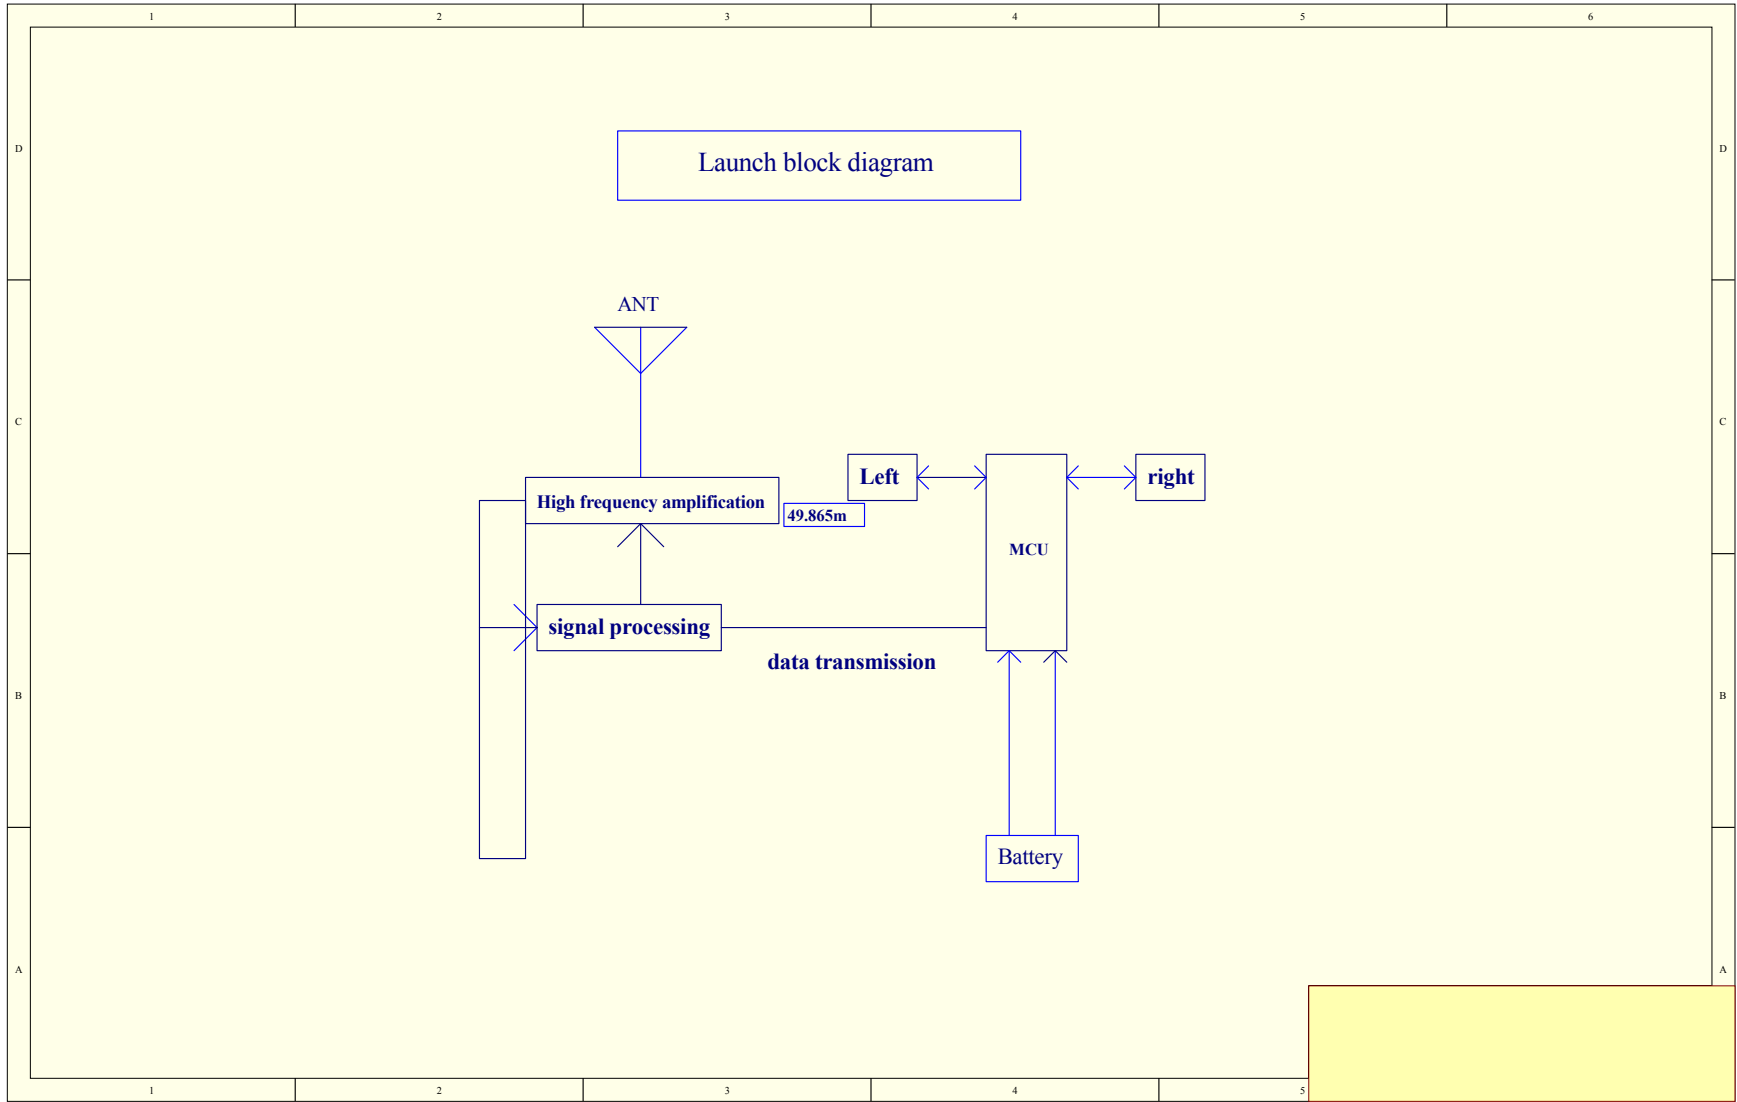 1 2 3 4 5 6
D D
Launch block diagram
ANT
C C
Left right
High frequency amplification
49.865m
MCU
signal processing
data transmission
B B
Battery
A A
1 2 3 4 5